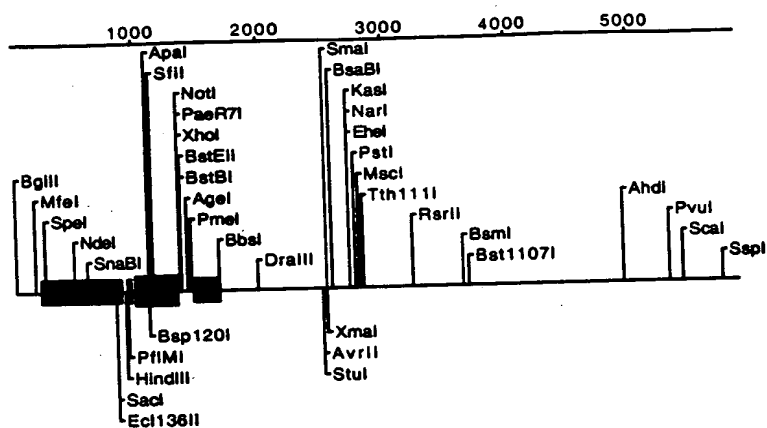 1000 2000 3000 4000 5000
ApaI
SfiI
NotI
PaeR7I
XhoI
BstEII
BstBI
AgeI
PmeI
BbsI
DraIII
BglII
MfeI
SpeI
NdeI
SnaBI
SmaI
BsaBI
KasI
NarI
EheI
PstI
MscI
Tth111I
RsrII
BsmI
Bst1107I
AhdI
PvuI
ScaI
SspI
Bsp120I
PflMI
HindIII
SacI
Ecl136II
XmaI
AvrII
StuI